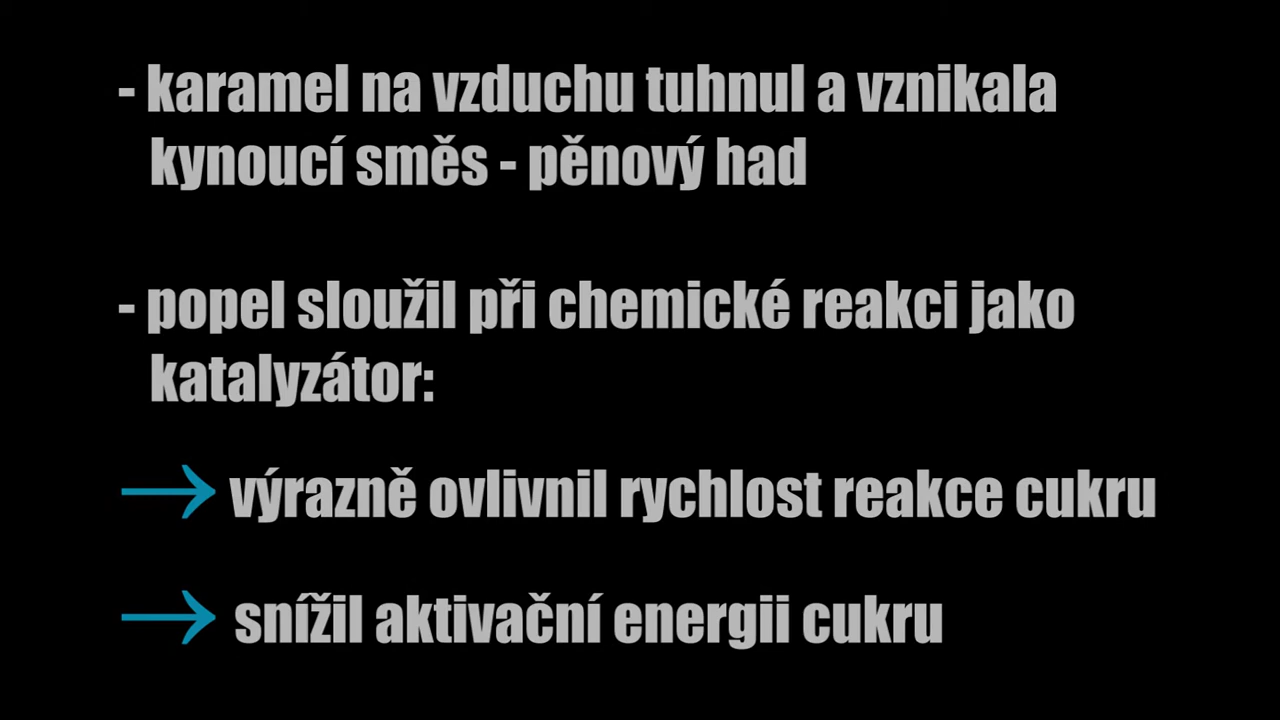 - karamel na vzduchu tuhnul a vznikala
kynoucí směs - pěnový had
- popel sloužil při chemické reakci jako
katalyzátor:
→ výrazně ovlivnil rychlost reakce cukru
→ snížil aktivační energii cukru